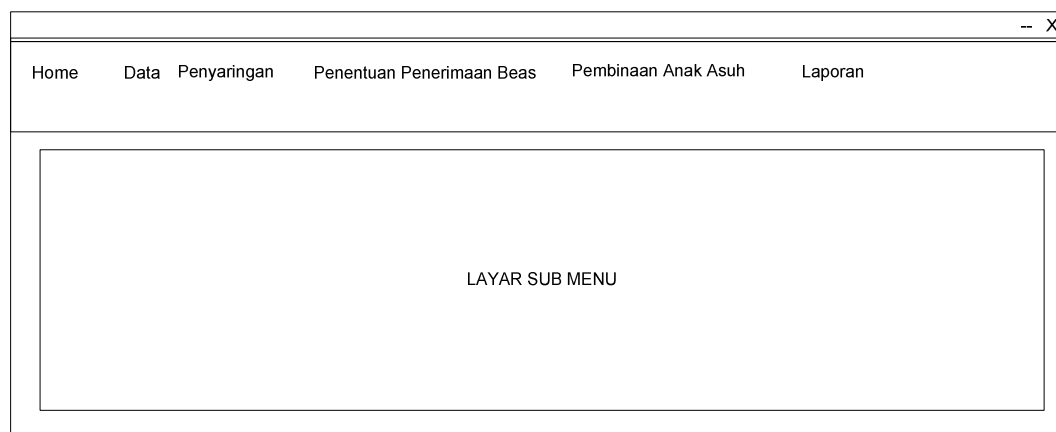 -- X
Home Data Penyaringan Penentuan Penerimaan Beas Pembinaan Anak Asuh Laporan
LAYAR SUB MENU